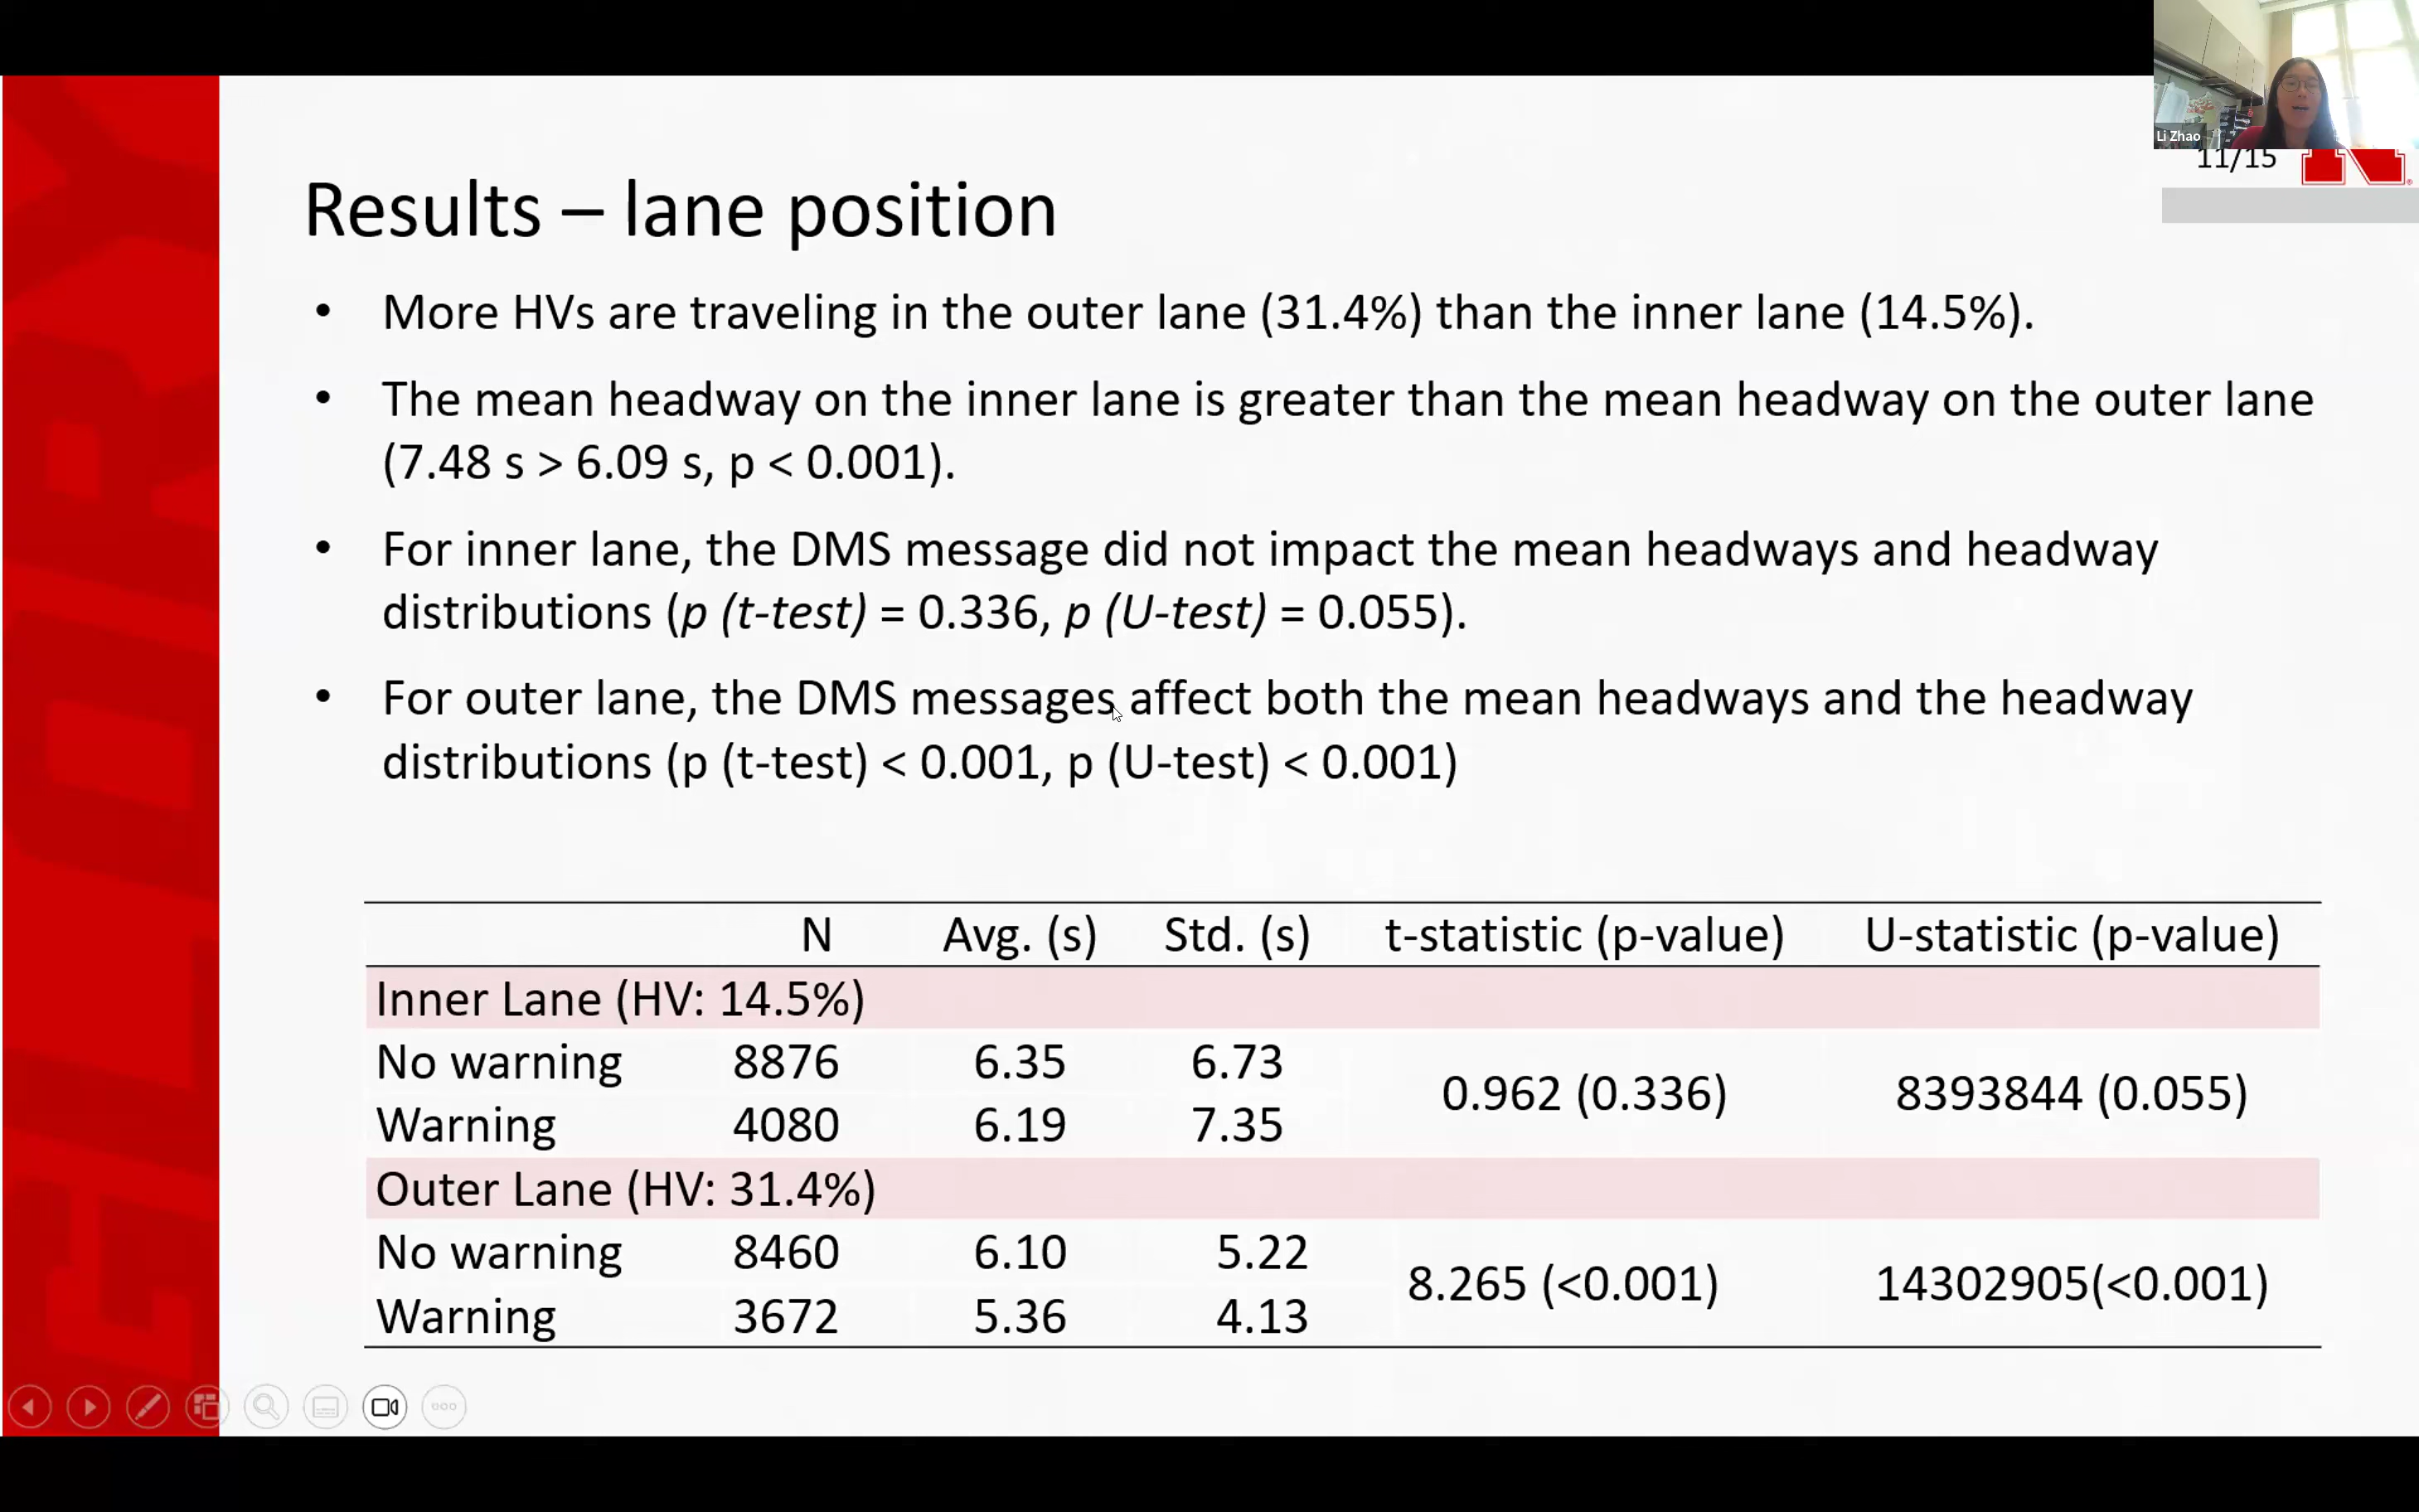 Li Zhao
11/15
Results – lane position
• More HVs are traveling in the outer lane (31.4%) than the inner lane (14.5%).
• The mean headway on the inner lane is greater than the mean headway on the outer lane
(7.48 s > 6.09 s, p < 0.001).
• For inner lane, the DMS message did not impact the mean headways and headway
distributions (p (t-test) = 0.336, p (U-test) = 0.055).
• For outer lane, the DMS messages affect both the mean headways and the headway
distributions (p (t-test) < 0.001, p (U-test) < 0.001)
N Avg. (s) Std. (s) t-statistic (p-value) U-statistic (p-value)
Inner Lane (HV: 14.5%)
No warning 8876 6.35 6.73
0.962 (0.336) 8393844 (0.055)
Warning 4080 6.19 7.35
Outer Lane (HV: 31.4%)
No warning 8460 6.10 5.22
8.265 (<0.001) 14302905(<0.001)
Warning 3672 5.36 4.13